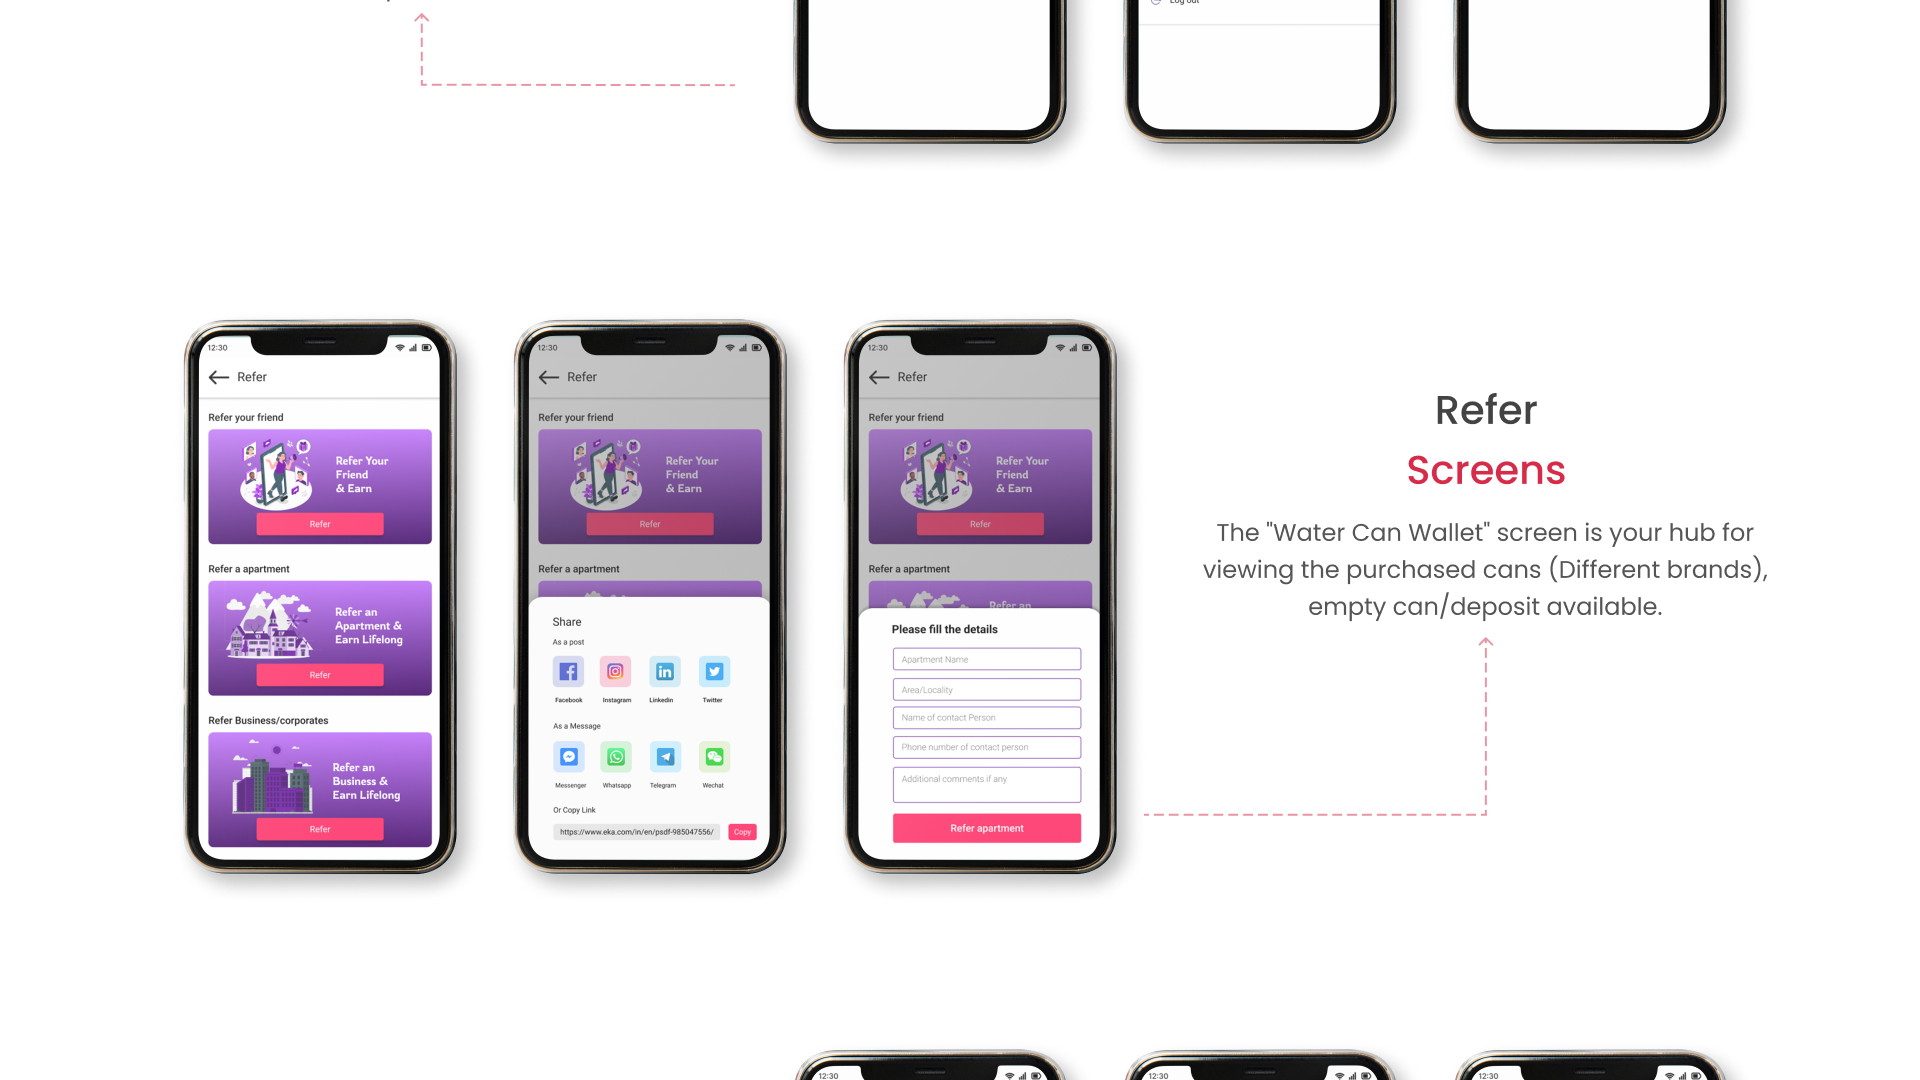 Log out
12:30
Refer
Refer your friend
Refer Your
Friend
& Earn
Refer
Refer a apartment
Refer an
Apartment &
Earn Lifelong
Refer
Refer Business/corporates
Refer an
Business &
Earn Lifelong
Refer
12:30
Refer
Refer your friend
Refer Your
Friend
& Earn
Refer
Refer a apartment
Share
As a post
Facebook Instagram Linkedin Twitter
As a Message
Messenger Whatsapp Telegram Wechat
Or Copy Link
https://www.eka.com/in/en/psdf-985047556/ Copy
12:30
Refer
Refer your friend
Refer Your
Friend
& Earn
Refer
Refer a apartment
Refer an
Please fill the details
Apartment Name
Area/Locality
Name of contact Person
Phone number of contact person
Additional comments if any
Refer apartment
Refer
Screens
The "Water Can Wallet" screen is your hub for
viewing the purchased cans (Different brands),
empty can/deposit available.
12:30
12:30
12:30